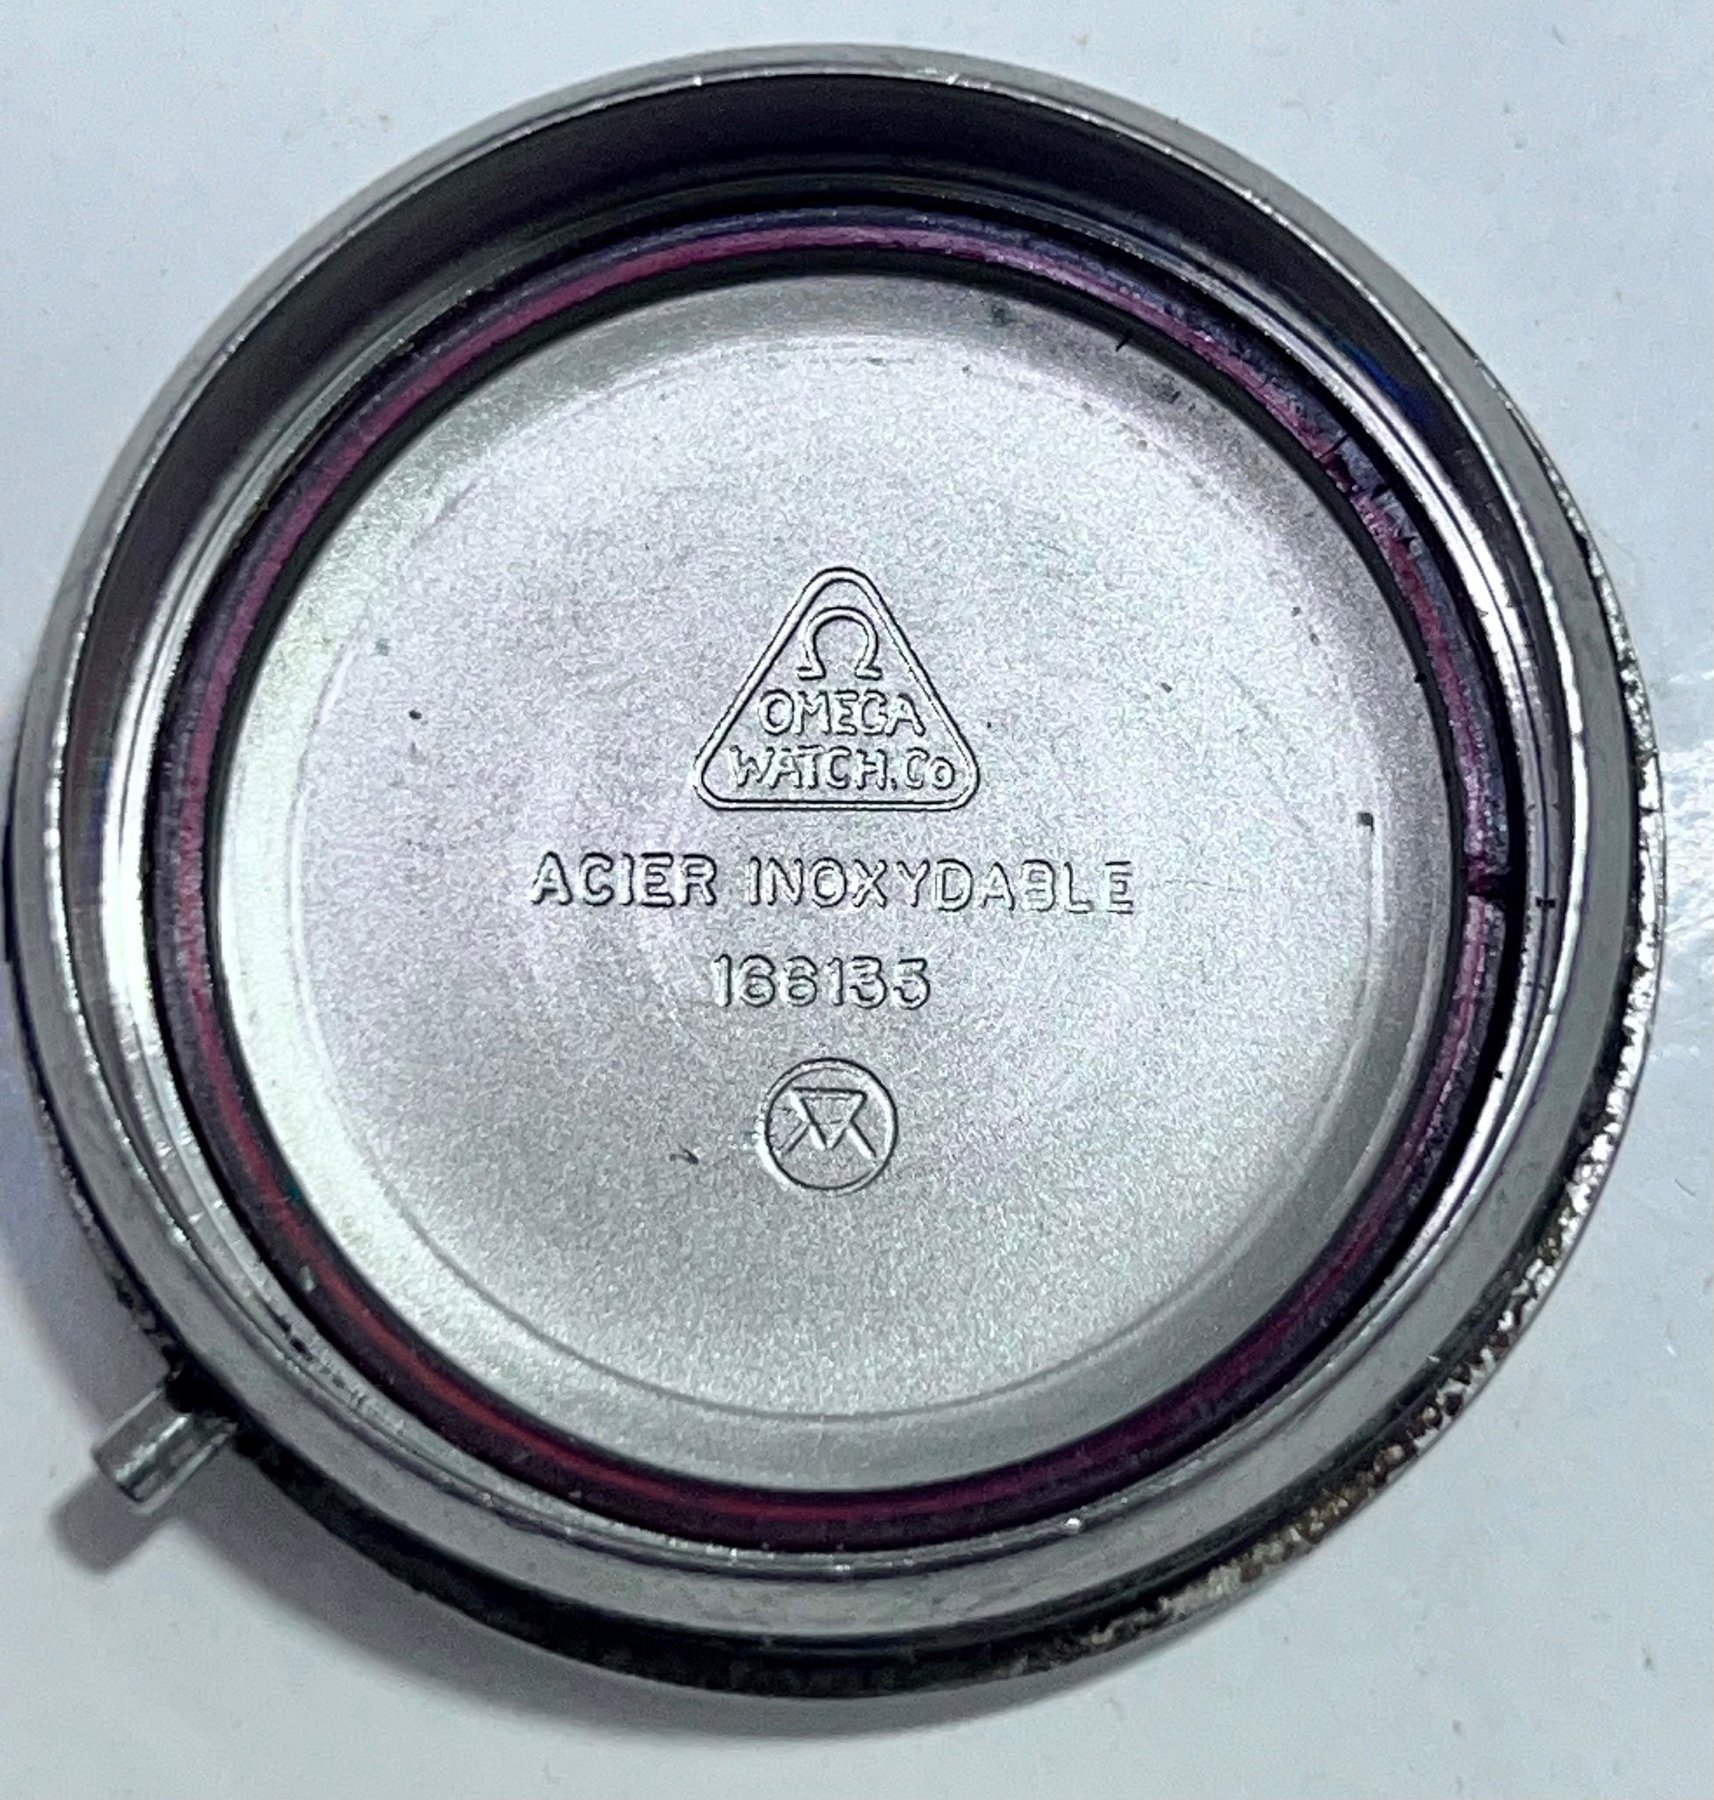 Ω
OMEGA
WATCH.Co
ACIER INOXYDABLE
166135